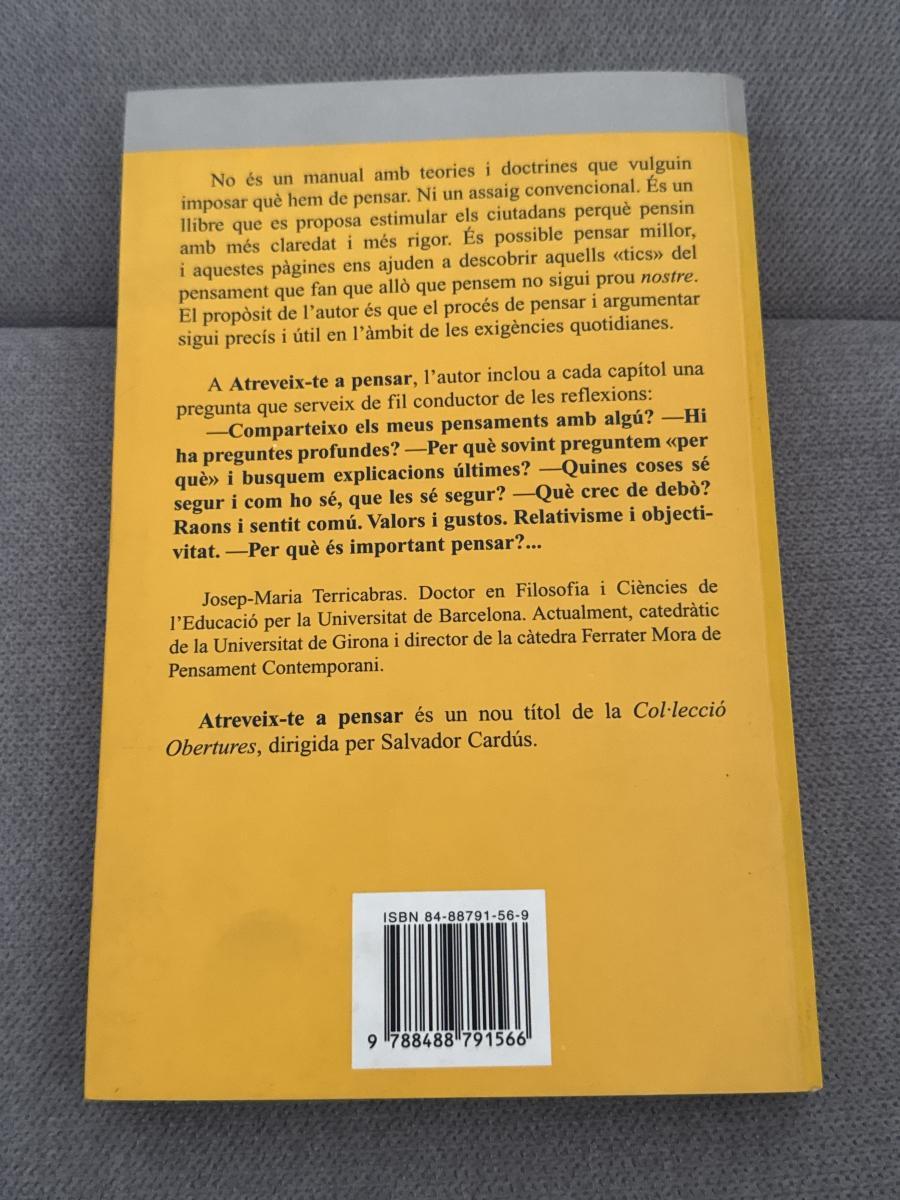 No és un manual amb teories i doctrines que vulguin
imposar què hem de pensar. Ni un assaig convencional. És un
llibre que es proposa estimular els ciutadans perquè pensin
amb més claredat i més rigor. És possible pensar millor,
i aquestes pàgines ens ajuden a descobrir aquells «tics» del
pensament que fan que allò que pensem no sigui prou nostre.
El propòsit de l'autor és que el procés de pensar i argumentar
sigui precís i útil en l'àmbit de les exigències quotidianes.
A Atreveix-te a pensar, l'autor inclou a cada capítol una
pregunta que serveix de fil conductor de les reflexions:
—Comparteixo els meus pensaments amb algú? —Hi
ha preguntes profundes? —Per què sovint preguntem «per
què» i busquem explicacions últimes? —Quines coses sé
segur i com ho sé, que les sé segur? —Què crec de debò?
Raons i sentit comú. Valors i gustos. Relativisme i objecti-
vitat. —Per què és important pensar?...
Josep-Maria Terricabras. Doctor en Filosofia i Ciències de
l'Educació per la Universitat de Barcelona. Actualment, catedràtic
de la Universitat de Girona i director de la càtedra Ferrater Mora de
Pensament Contemporani.
Atreveix-te a pensar és un nou títol de la Col·lecció
Obertures, dirigida per Salvador Cardús.
ISBN 84-88791-56-9
9 788488 791566